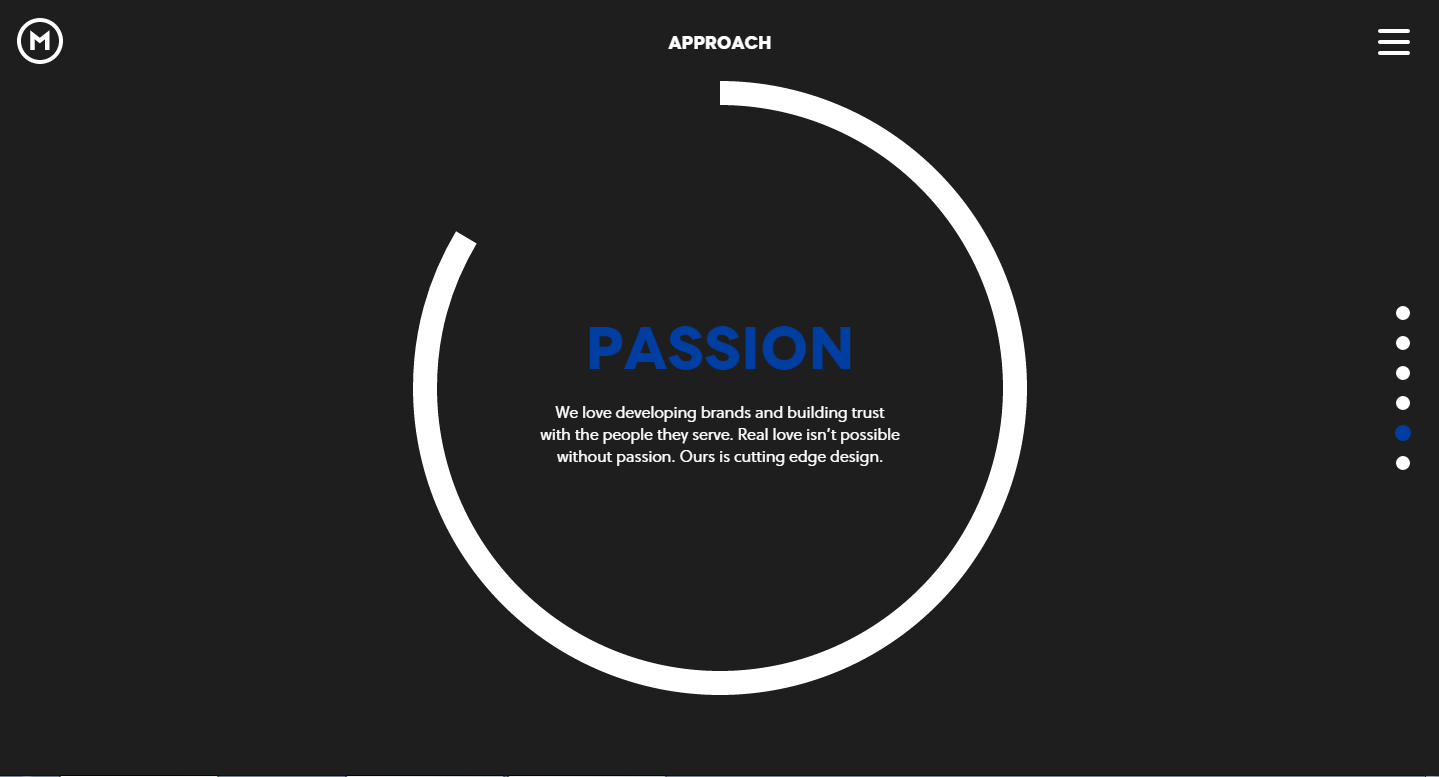 M
APPROACH
PASSION
We love developing brands and building trust
with the people they serve. Real love isn't possible
without passion. Ours is cutting edge design.